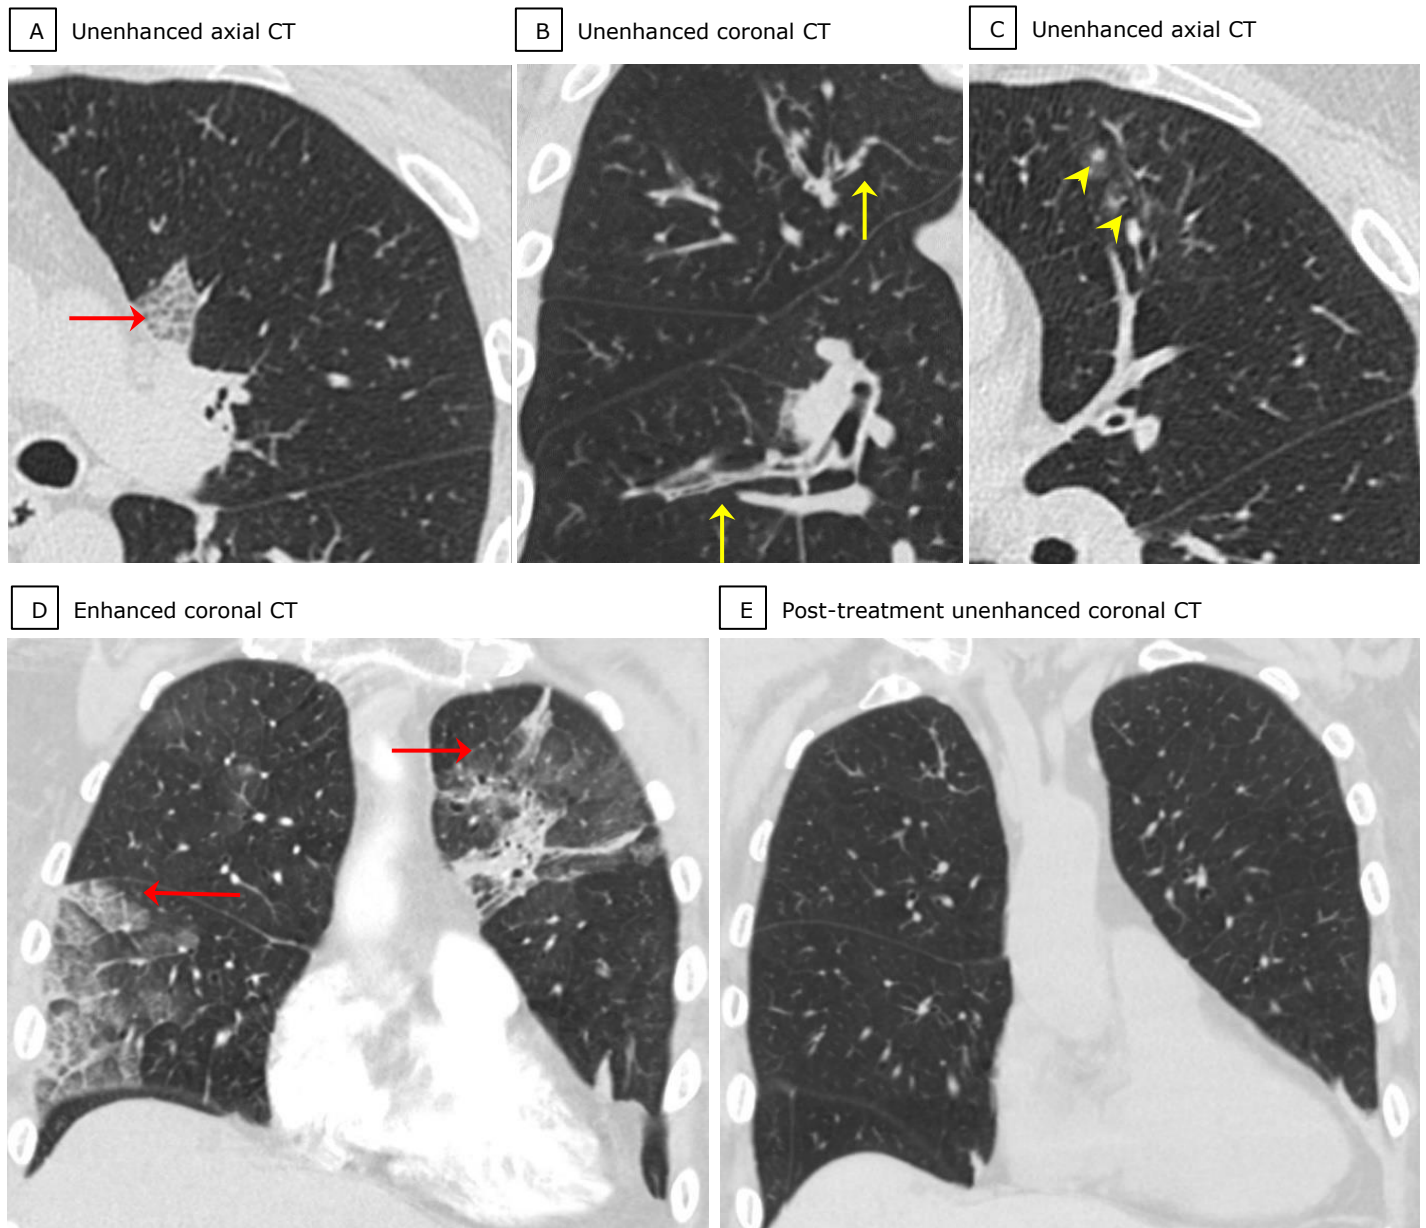 A Unenhanced axial CT
B Unenhanced coronal CT
C Unenhanced axial CT
D Enhanced coronal CT
E Post-treatment unenhanced coronal CT